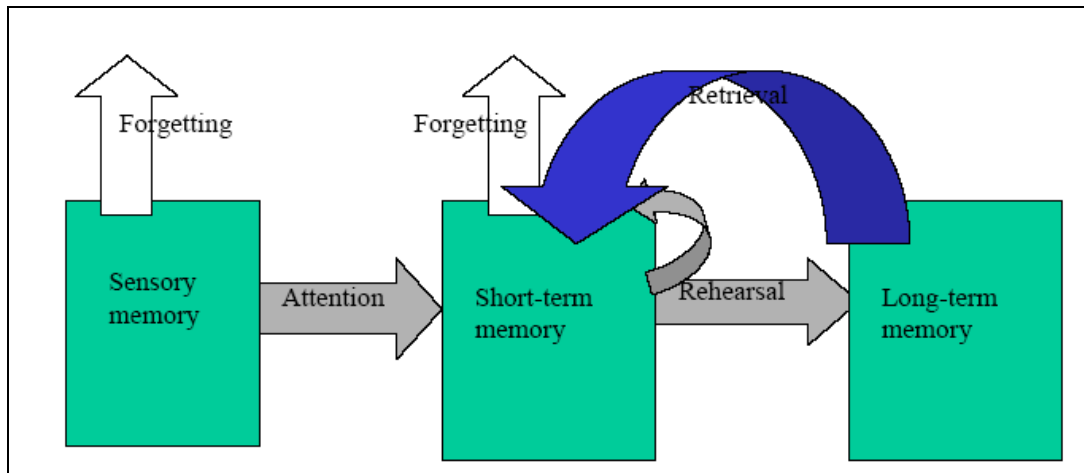 Retrieval
Forgetting
Forgetting
Sensory
memory
Attention
Short-term
memory
Rehearsal
Long-term
memory